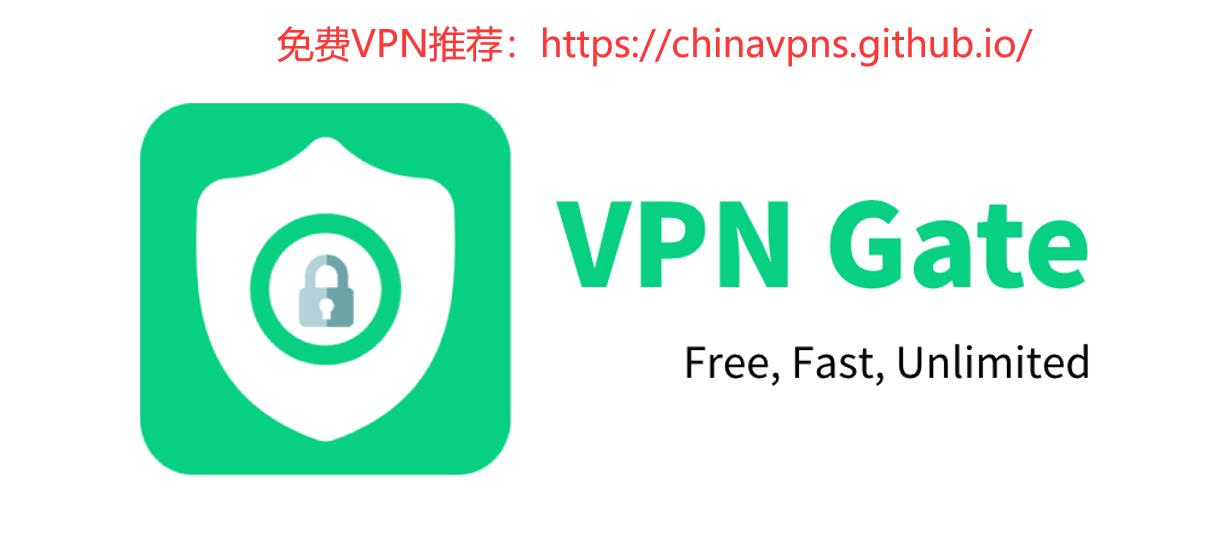 免费VPN推荐：https://chinavpns.github.io/
VPN Gate
Free, Fast, Unlimited